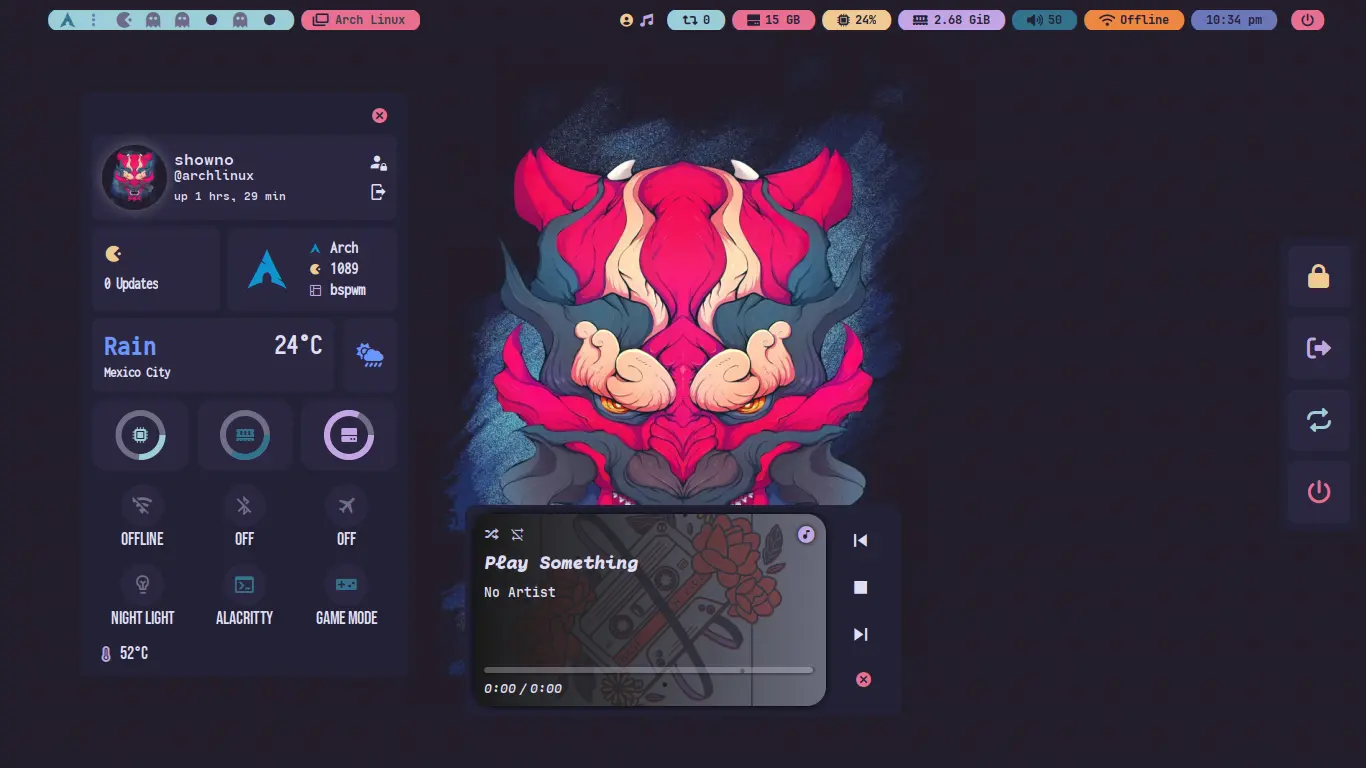 Arch Linux
0
15 GB
24%
2.68 GiB
50
Offline
10:34 pm
showno
@archlinux
up 1 hrs, 29 min
0 Updates
Arch
1089
bspwm
Rain
24°C
Mexico City
OFFLINE
OFF
OFF
NIGHT LIGHT
ALACRITTY
GAME MODE
52°C
Play Something
No Artist
0:00 / 0:00